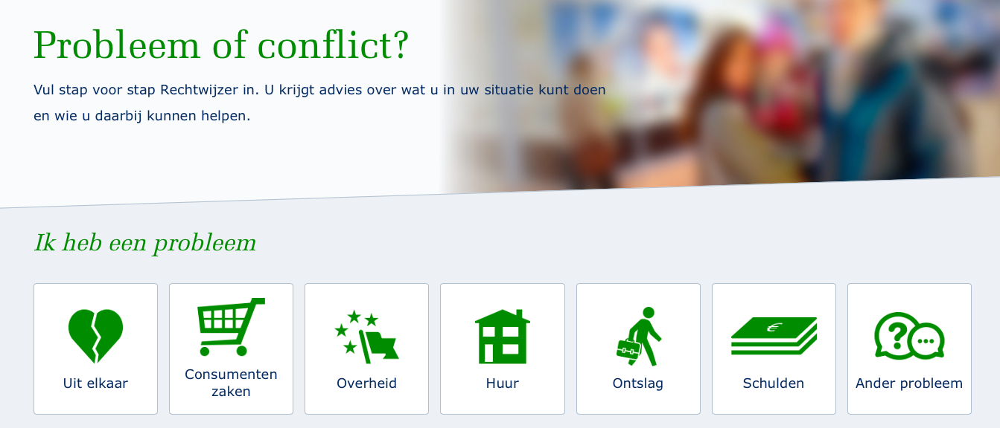 Probleem of conflict?
Vul stap voor stap Rechtwijzer in. U krijgt advies over wat u in uw situatie kunt doen
en wie u daarbij kunnen helpen.
Ik heb een probleem
Uit elkaar
Consumenten
zaken
Overheid
Huur
Ontslag
€
Schulden
?
Ander probleem